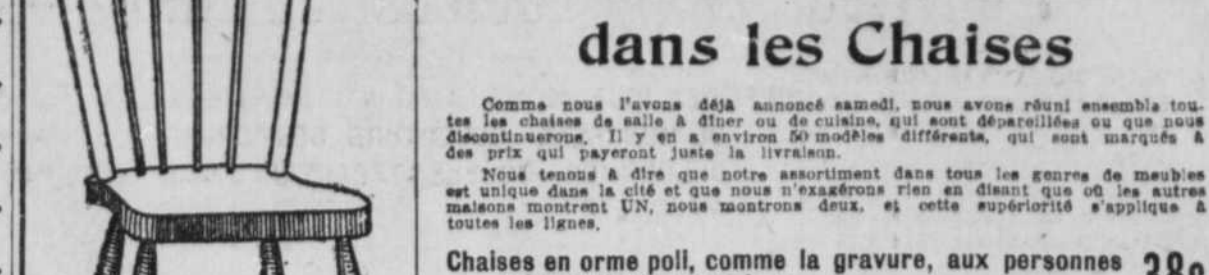 dans les Chaises
Comme nous l'avons déjà annoncé samedi, nous avons réuni ensemble tou-
tes les chaises de salle à dîner ou de cuisine, qui sont dépareillées ou que nous
discontinuerons. Il y en a environ 50 modèles différents, qui sont marqués à
des prix qui payeront juste la livraison.
Nous tenons à dire que notre assortiment dans tous les genres de meubles
est unique dans la cité et que nous n'exagérons rien en disant que où les autres
maisons montrent UN, nous montrons deux, et cette supériorité s'applique à
toutes les lignes.
Chaises en orme poli, comme la gravure, aux personnes